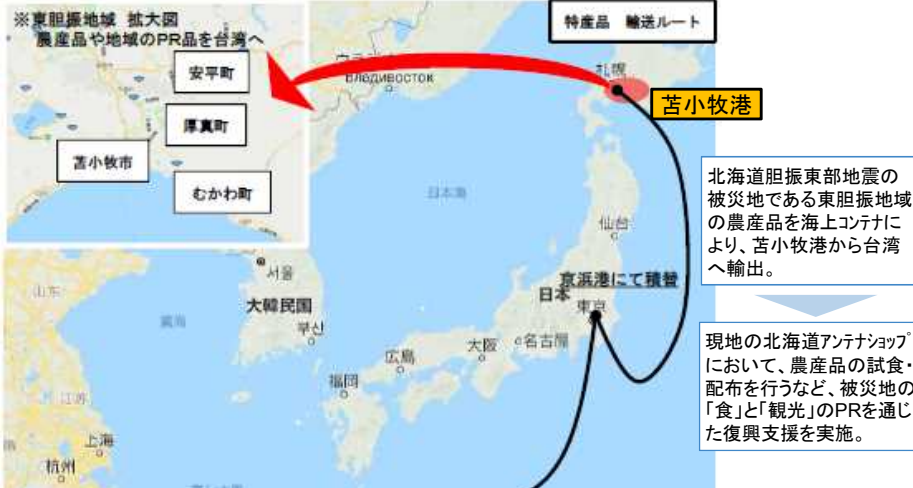 ※東胆振地域 拡大図
農産品や地域のPR品を台湾へ
安平町
厚真町
苫小牧市
むかわ町
特産品 輸送ルート
Владивосток
札幌
苫小牧港
北海道胆振東部地震の
被災地である東胆振地域
の農産品を海上コンテナに
より、苫小牧港から台湾
へ輸出。
日本海
仙台
京浜港にて積替
日本
東京
서울
大韓民国
부산
山东
黄海
名古屋
大阪
広島
福岡
江苏
上海
杭州
現地の北海道アンテナショップ
において、農産品の試食・
配布を行うなど、被災地の
「食」と「観光」のPRを通じ
た復興支援を実施。